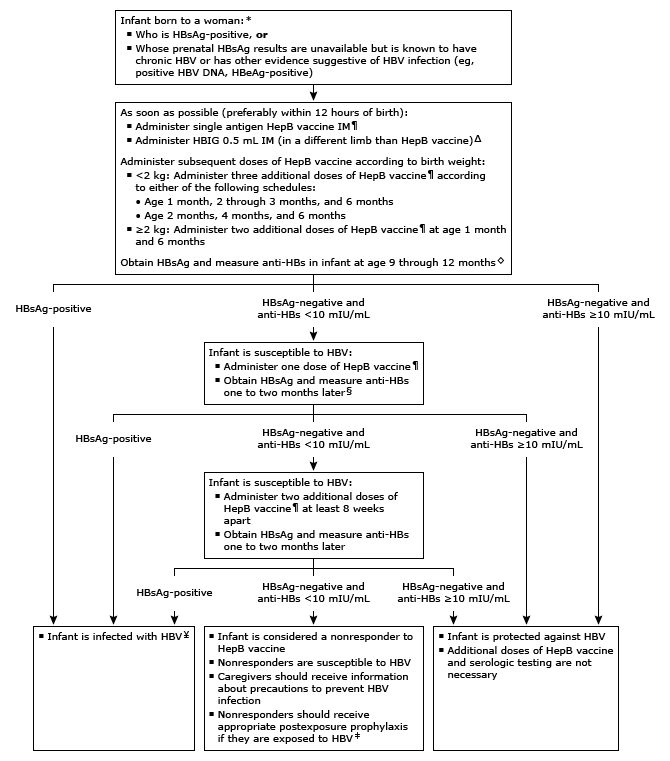 Infant born to a woman:*
▪ Who is HBsAg-positive, or
▪ Whose prenatal HBsAg results are unavailable but is known to have
chronic HBV or has other evidence suggestive of HBV infection (eg,
positive HBV DNA, HBeAg-positive)
As soon as possible (preferably within 12 hours of birth):
▪ Administer single antigen HepB vaccine IM¶
▪ Administer HBIG 0.5 mL IM (in a different limb than HepB vaccine)Δ
Administer subsequent doses of HepB vaccine according to birth weight:
▪ <2 kg: Administer three additional doses of HepB vaccine¶ according
to either of the following schedules:
• Age 1 month, 2 through 3 months, and 6 months
• Age 2 months, 4 months, and 6 months
▪ ≥2 kg: Administer two additional doses of HepB vaccine¶ at age 1 month
and 6 months
Obtain HBsAg and measure anti-HBs in infant at age 9 through 12 months◇
HBsAg-positive
HBsAg-negative and
anti-HBs <10 mIU/mL
HBsAg-negative and
anti-HBs ≥10 mIU/mL
Infant is susceptible to HBV:
▪ Administer one dose of HepB vaccine¶
▪ Obtain HBsAg and measure anti-HBs
one to two months later§
HBsAg-positive
HBsAg-negative and
anti-HBs <10 mIU/mL
HBsAg-negative and
anti-HBs ≥10 mIU/mL
Infant is susceptible to HBV:
▪ Administer two additional doses of
HepB vaccine¶ at least 8 weeks
apart
▪ Obtain HBsAg and measure anti-HBs
one to two months later
HBsAg-positive
HBsAg-negative and
anti-HBs <10 mIU/mL
HBsAg-negative and
anti-HBs ≥10 mIU/mL
▪ Infant is infected with HBV¥
▪ Infant is considered a nonresponder to
HepB vaccine
▪ Nonresponders are susceptible to HBV
▪ Caregivers should receive information
about precautions to prevent HBV
infection
▪ Nonresponders should receive
appropriate postexposure prophylaxis
if they are exposed to HBV‡
▪ Infant is protected against HBV
▪ Additional doses of HepB vaccine
and serologic testing are not
necessary